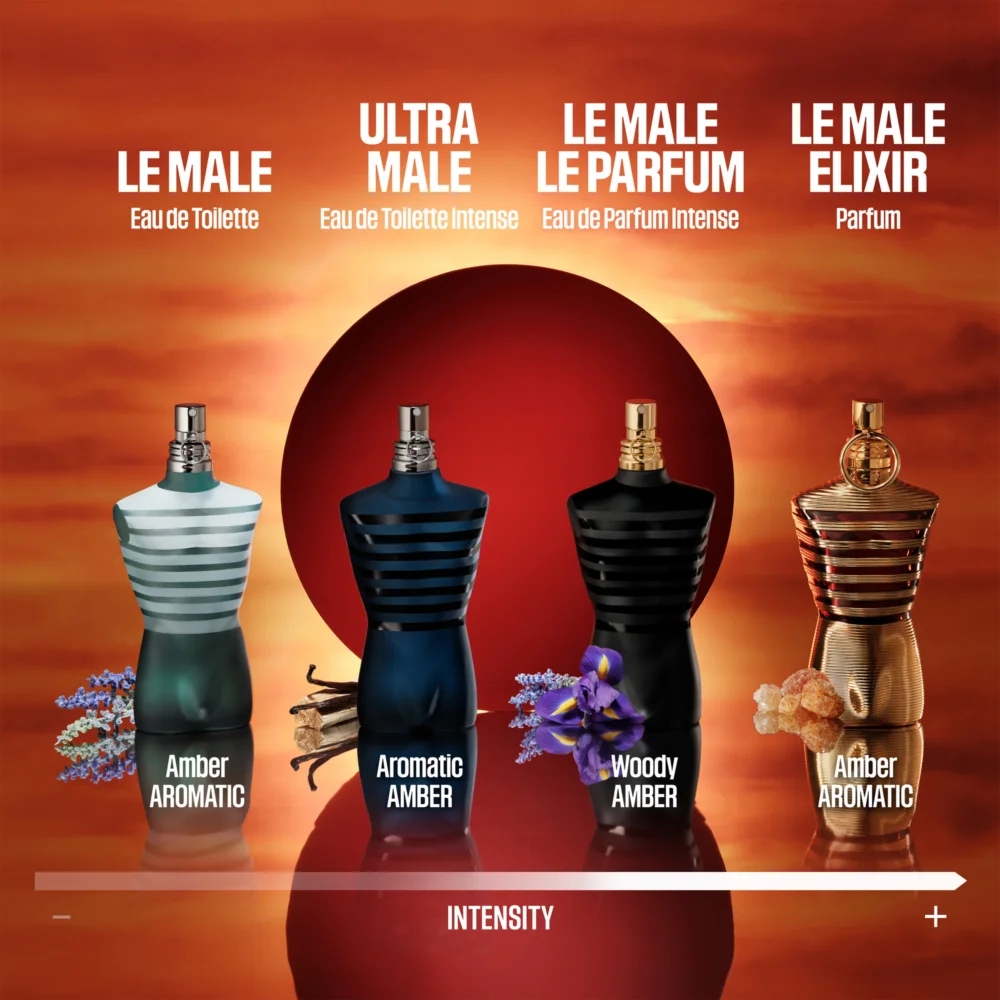 LE MALE
Eau de Toilette
ULTRA
MALE
Eau de Toilette Intense
LE MALE
LE PARFUM
Eau de Parfum Intense
LE MALE
ELIXIR
Parfum
Amber
AROMATIC
Aromatic
AMBER
Woody
AMBER
Amber
AROMATIC
−
INTENSITY
+